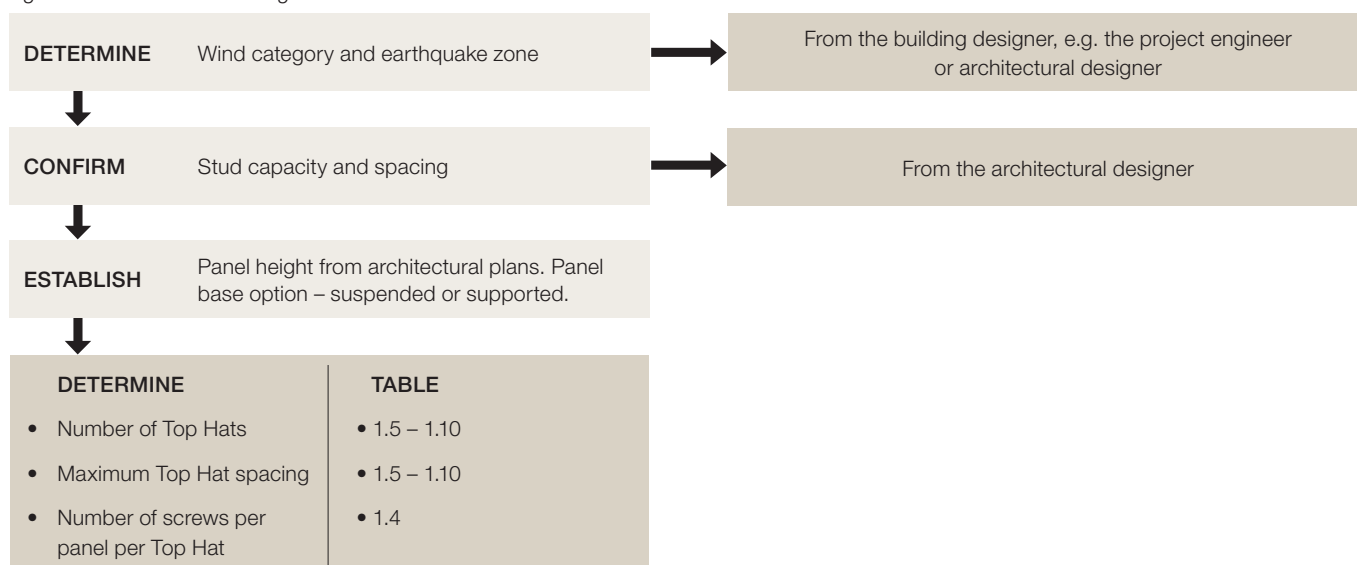 DETERMINE Wind category and earthquake zone
From the building designer, e.g. the project engineer
or architectural designer
CONFIRM Stud capacity and spacing
From the architectural designer
ESTABLISH Panel height from architectural plans. Panel
base option – suspended or supported.
DETERMINE TABLE
• Number of Top Hats • 1.5 – 1.10
• Maximum Top Hat spacing • 1.5 – 1.10
• Number of screws per • 1.4
panel per Top Hat